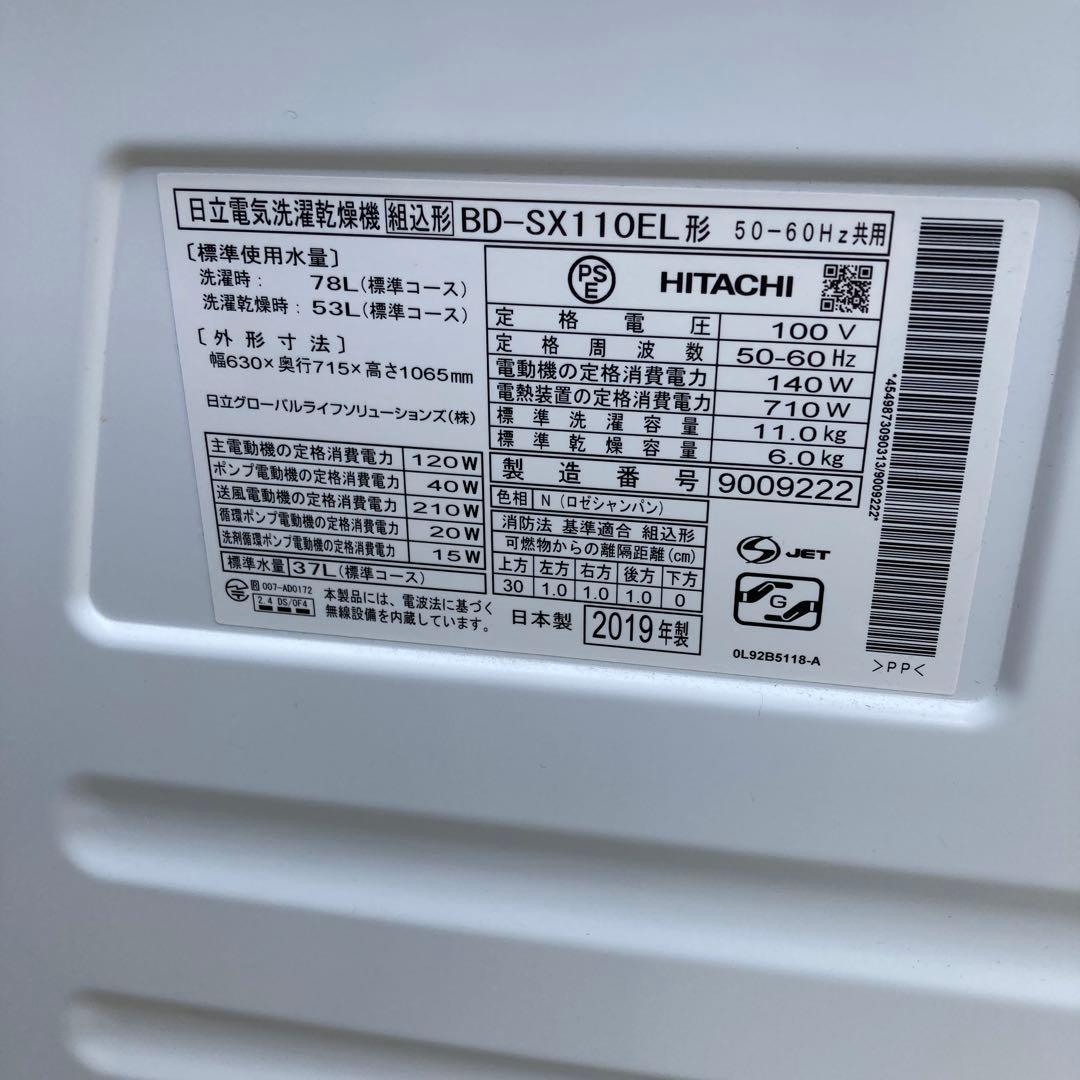 日立電気洗濯乾燥機 組込形 BD-SX110EL形 50-60Hz共用
[標準使用水量]
洗濯時: 78L(標準コース)
洗濯乾燥時: 53L(標準コース)
[外形寸法]
幅630×奥行715×高さ1065mm
日立グローバルライフソリューションズ(株)
主電動機の定格消費電力 120W
ポンプ電動機の定格消費電力 40W
送風電動機の定格消費電力 210W
循環ポンプ電動機の定格消費電力 20W
洗剤循環ポンプ電動機の定格消費電力 15W
標準水量 37L(標準コース)
007-AD0172
2.4 DS/OF4
本製品には、電波法に基づく
無線設備を内蔵しています。
PSE HITACHI
定格電圧 100V
定格周波数 50-60Hz
電動機の定格消費電力 140W
電熱装置の定格消費電力 710W
標準洗濯容量 11.0kg
標準乾燥容量 6.0kg
製造番号 9009222
色相 N(ロゼシャンパン)
消防法 基準適合 組込形
可燃物からの離隔距離(cm)
上方 左方 右方 後方 下方
30 1.0 1.0 1.0 0
日本製 2019年製
S JET
G
0L92B5118-A
*4549873090313/9009222*
>PP<